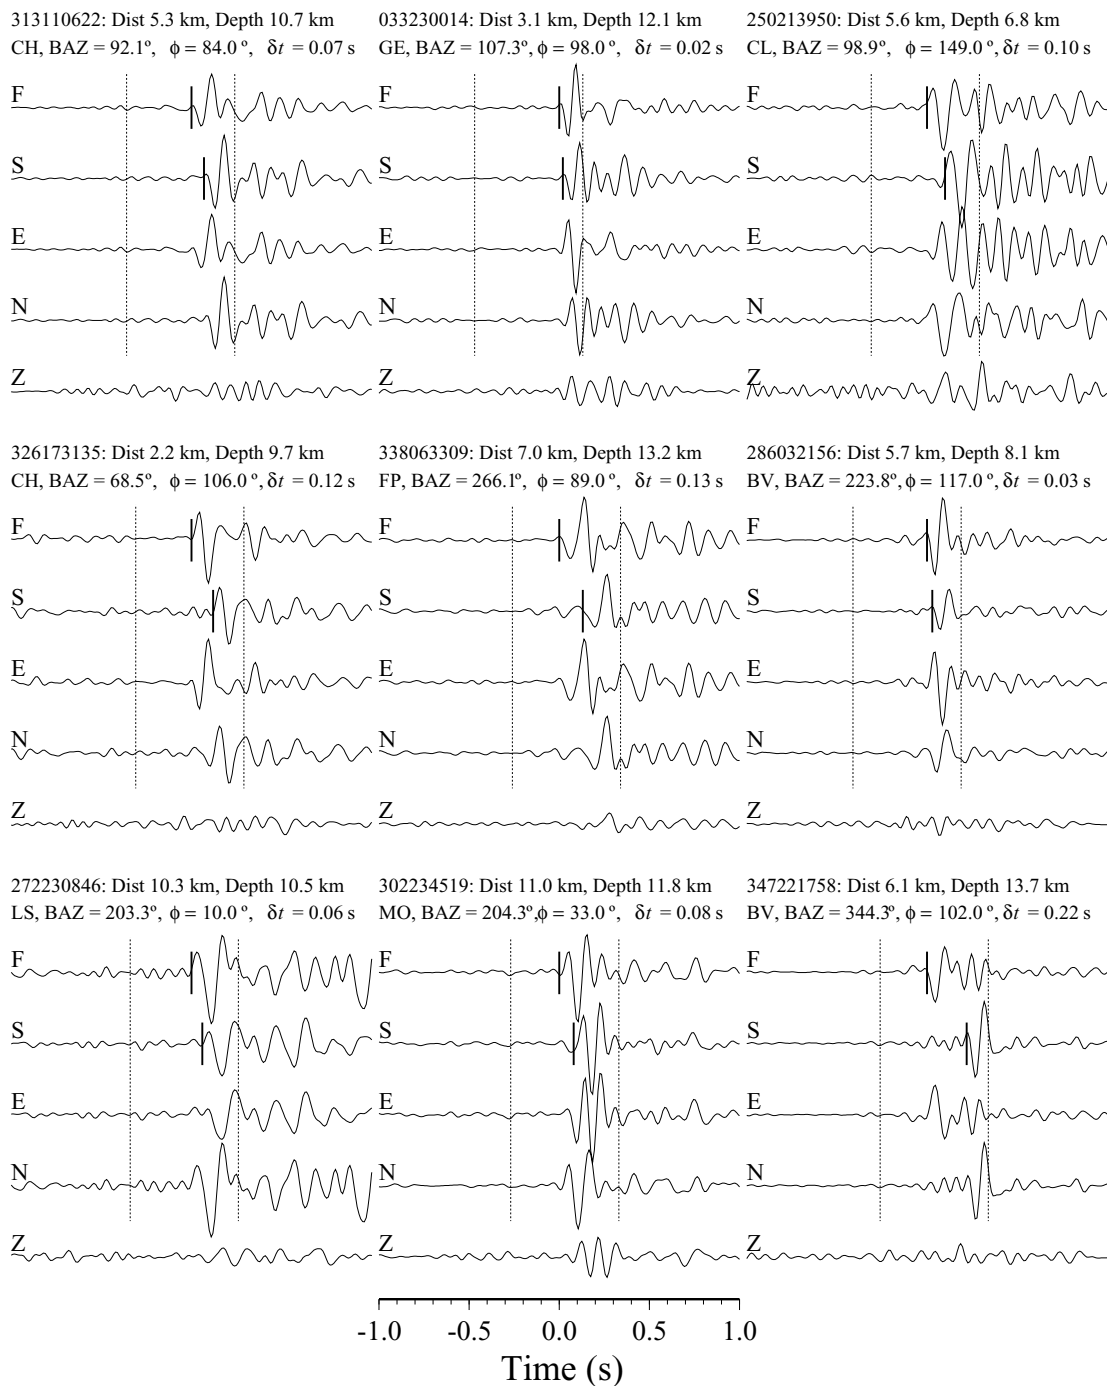 313110622: Dist 5.3 km, Depth 10.7 km
CH, BAZ = 92.1º, ϕ = 84.0 º, δt = 0.07 s
F
S
E
N
Z
033230014: Dist 3.1 km, Depth 12.1 km
GE, BAZ = 107.3º, ϕ = 98.0 º, δt = 0.02 s
F
S
E
N
Z
250213950: Dist 5.6 km, Depth 6.8 km
CL, BAZ = 98.9º, ϕ = 149.0 º, δt = 0.10 s
F
S
E
N
Z
326173135: Dist 2.2 km, Depth 9.7 km
CH, BAZ = 68.5º, ϕ = 106.0 º, δt = 0.12 s
F
S
E
N
Z
338063309: Dist 7.0 km, Depth 13.2 km
FP, BAZ = 266.1º, ϕ = 89.0 º, δt = 0.13 s
F
S
E
N
Z
286032156: Dist 5.7 km, Depth 8.1 km
BV, BAZ = 223.8º, ϕ = 117.0 º, δt = 0.03 s
F
S
E
N
Z
272230846: Dist 10.3 km, Depth 10.5 km
LS, BAZ = 203.3º, ϕ = 10.0 º, δt = 0.06 s
F
S
E
N
Z
302234519: Dist 11.0 km, Depth 11.8 km
MO, BAZ = 204.3º, ϕ = 33.0 º, δt = 0.08 s
F
S
E
N
Z
347221758: Dist 6.1 km, Depth 13.7 km
BV, BAZ = 344.3º, ϕ = 102.0 º, δt = 0.22 s
F
S
E
N
Z
-1.0 -0.5 0.0 0.5 1.0
Time (s)